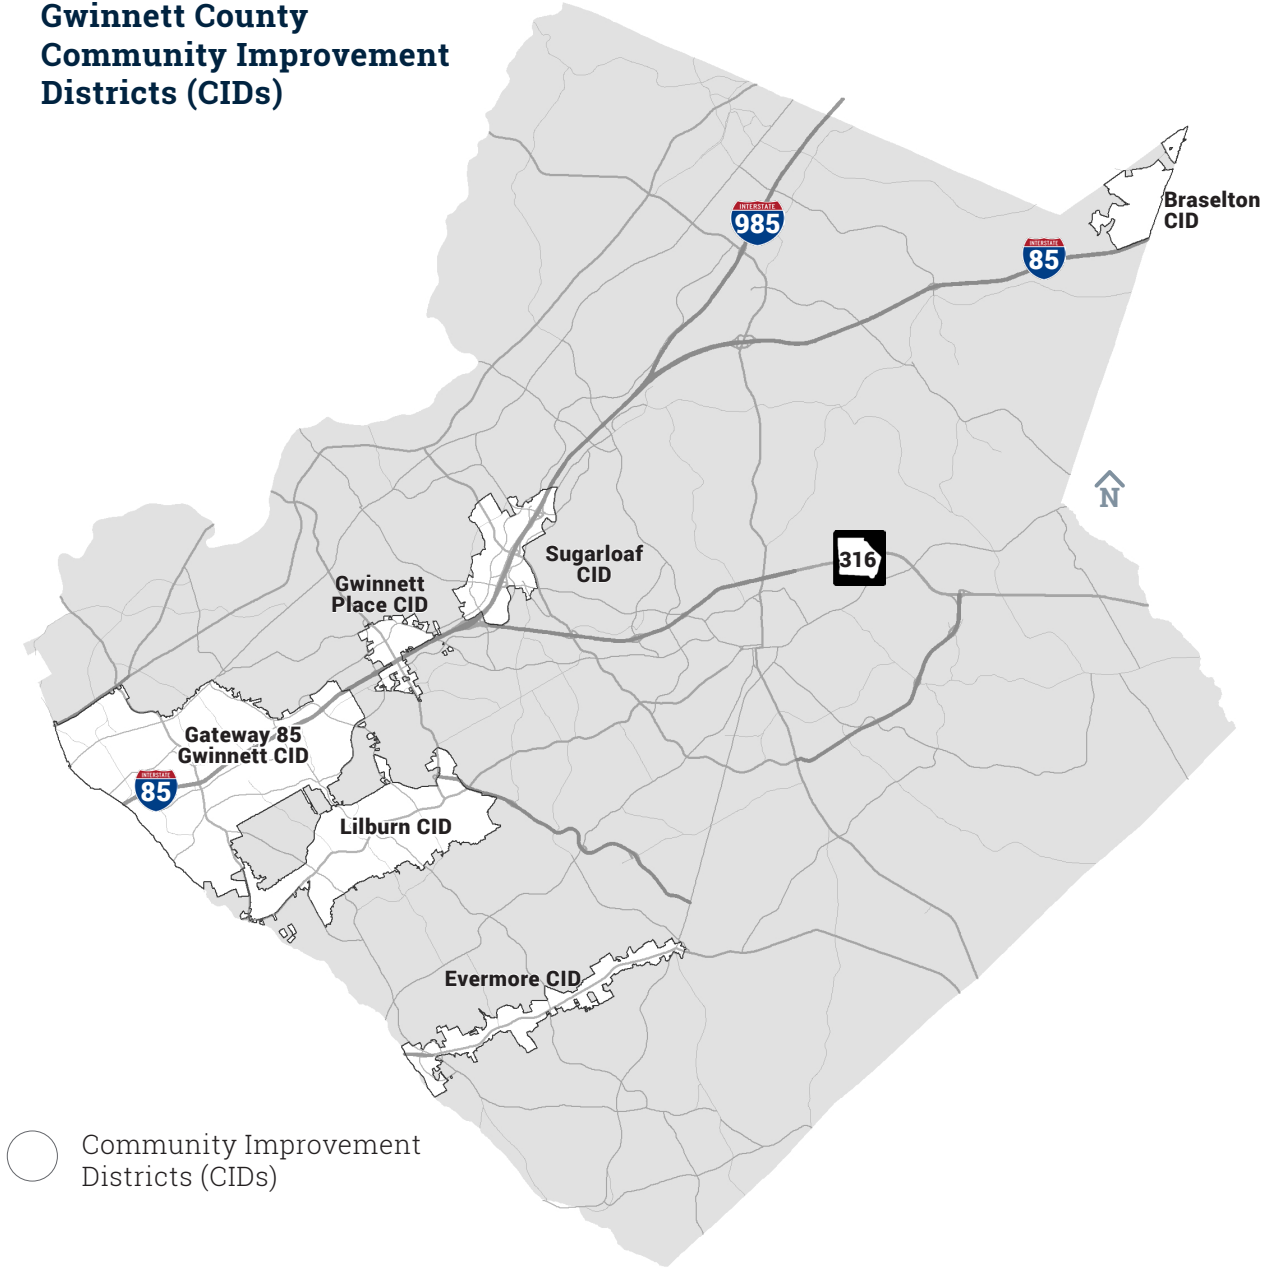 Gwinnett County
Community Improvement
Districts (CIDs)
INTERSTATE
985
INTERSTATE
85
Braselton
CID
N
316
Sugarloaf
CID
Gwinnett
Place CID
Gateway 85
Gwinnett CID
INTERSTATE
85
Lilburn CID
Evermore CID
Community Improvement
Districts (CIDs)